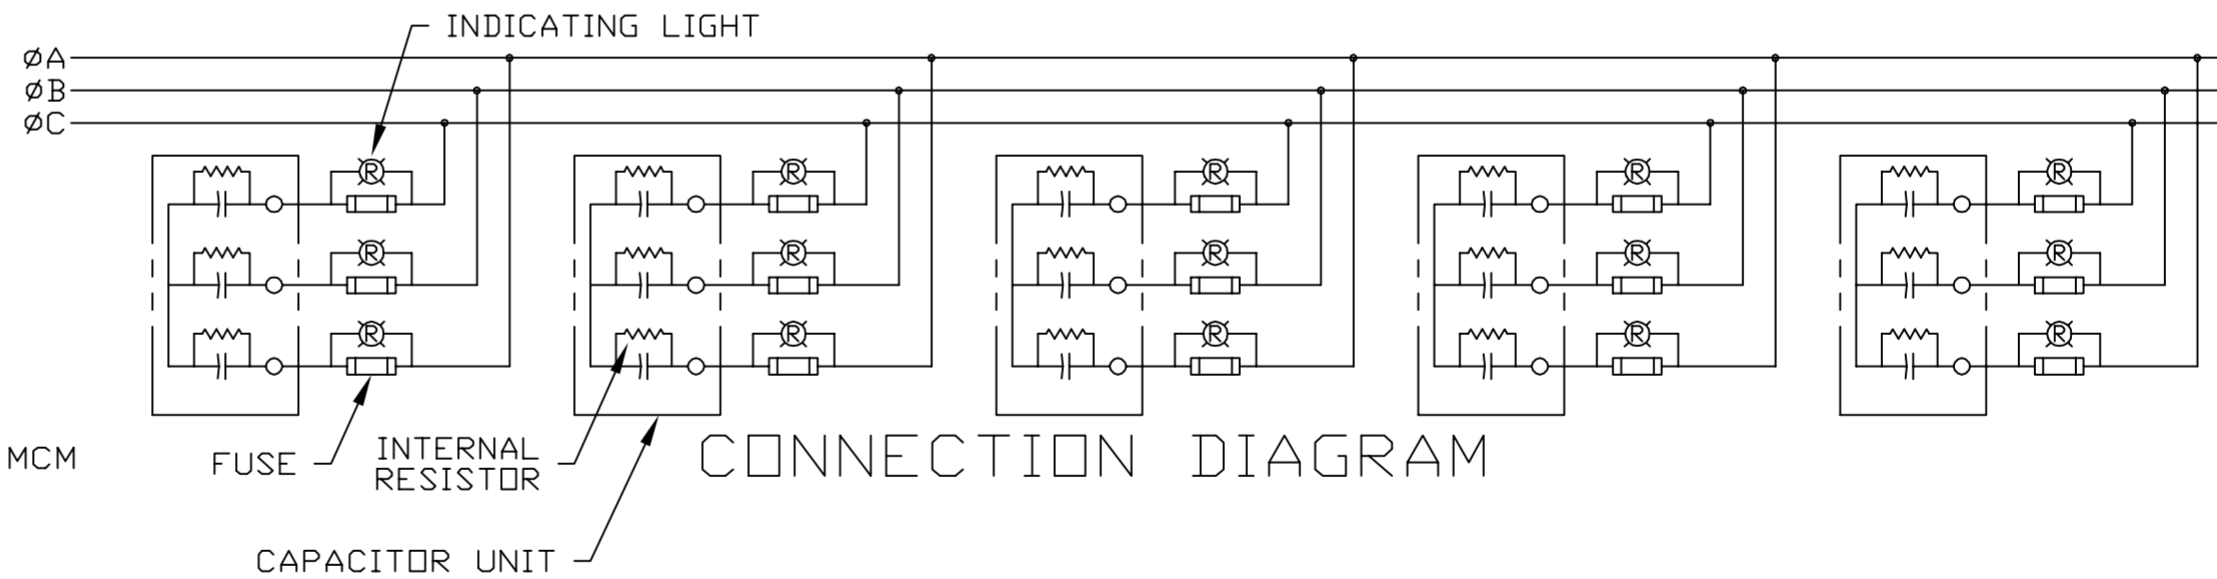 INDICATING LIGHT
ØA
ØB
ØC
R R R R R
R R R R R
R R R R R
MCM
FUSE
INTERNAL
RESISTOR
CONNECTION DIAGRAM
CAPACITOR UNIT